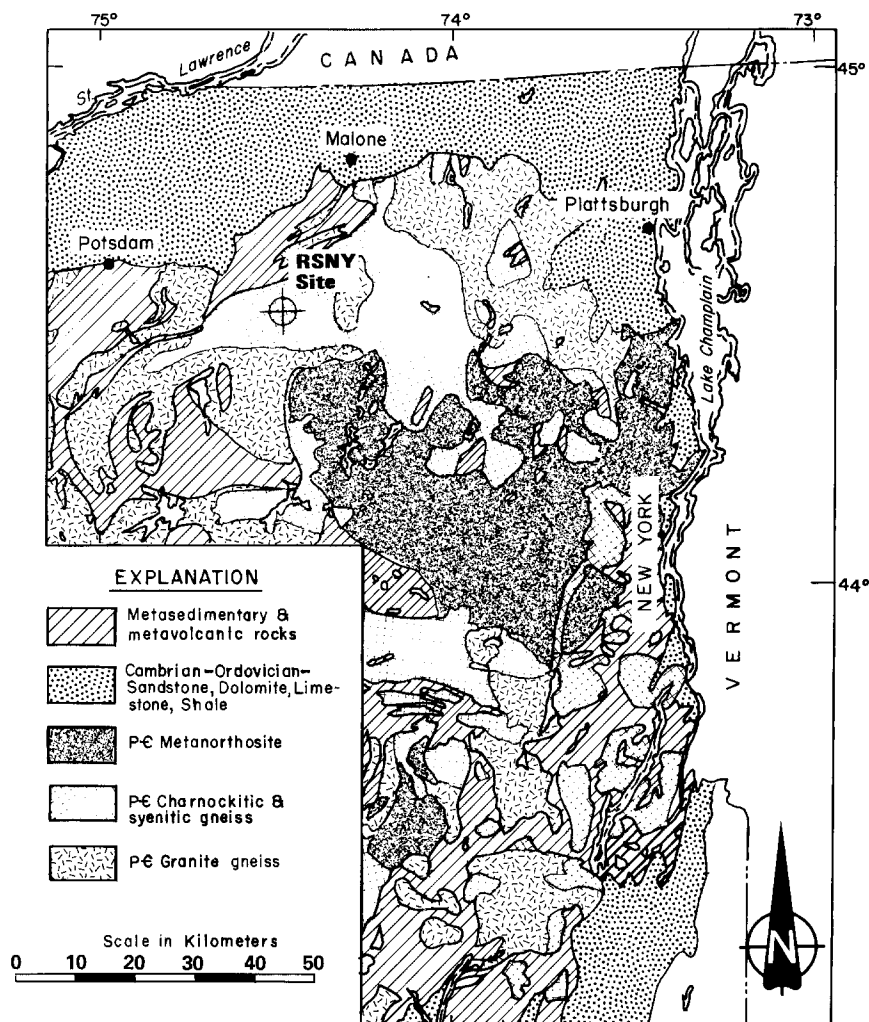 75°
74°
73°
CANADA
45°
St. Lawrence
Malone
Plattsburgh
Potsdam
RSNY
Site
Lake Champlain
NEW YORK
VERMONT
44°
EXPLANATION
Metasedimentary &
metavolcanic rocks
Cambrian-Ordovician-
Sandstone, Dolomite, Lime-
stone, Shale
P-Є Metanorthosite
P-Є Charnockitic &
syenitic gneiss
P-Є Granite gneiss
Scale in Kilometers
0 10 20 30 40 50
N